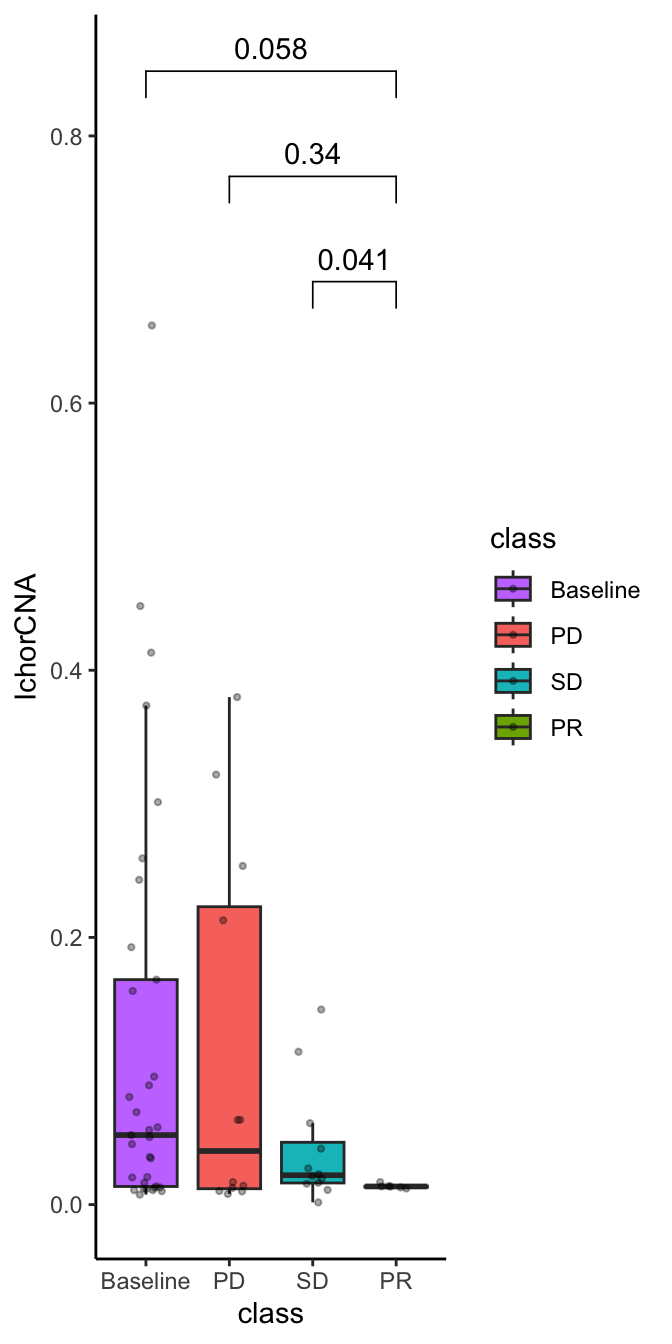 0.058
0.34
0.041
0.8
0.6
0.4
0.2
0.0
IchorCNA
Baseline
PD
SD
PR
class
class
Baseline
PD
SD
PR